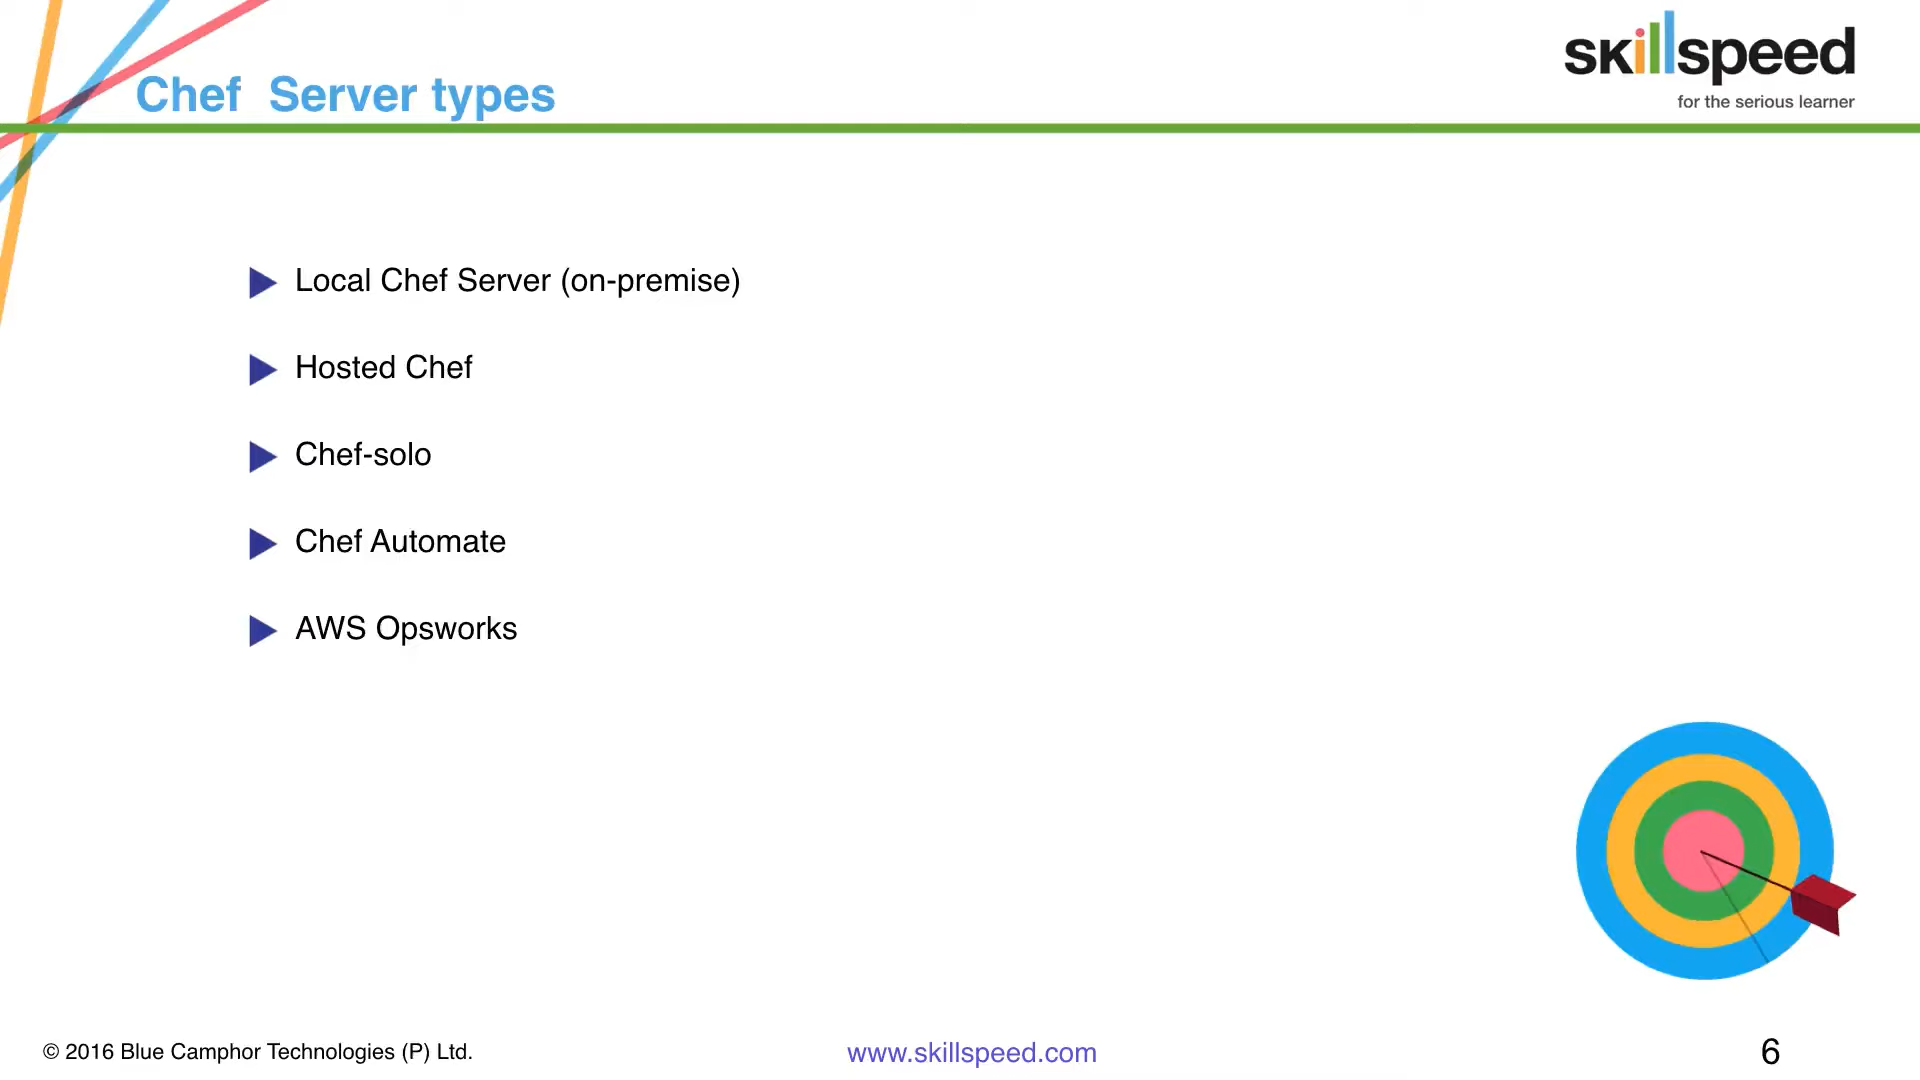 skillspeed
for the serious learner
Chef  Server types
Local Chef Server (on-premise)
Hosted Chef
Chef-solo
Chef Automate
AWS Opsworks
© 2016 Blue Camphor Technologies (P) Ltd.
www.skillspeed.com
6